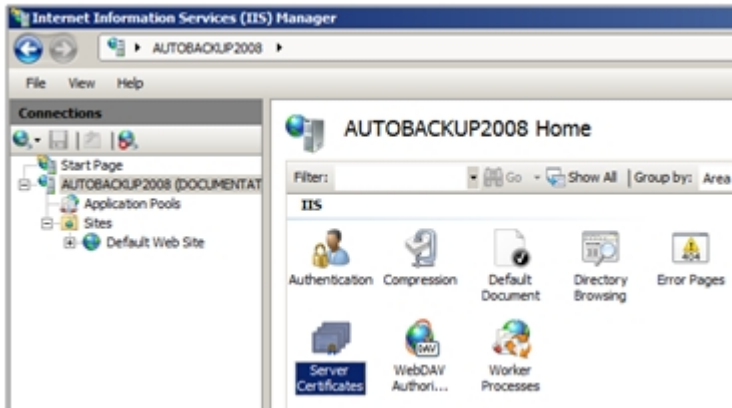 Internet Information Services (IIS) Manager
AUTOBACKUP2008
File View Help
Connections
Start Page
AUTOBACKUP2008 (DOCUMENTAT
Application Pools
Sites
Default Web Site
AUTOBACKUP2008 Home
Filter: Go Show All Group by: Area
IIS
Authentication Compression Default Document Directory Browsing Error Pages
404
Server Certificates WebDAV Authori... Worker Processes
DAV